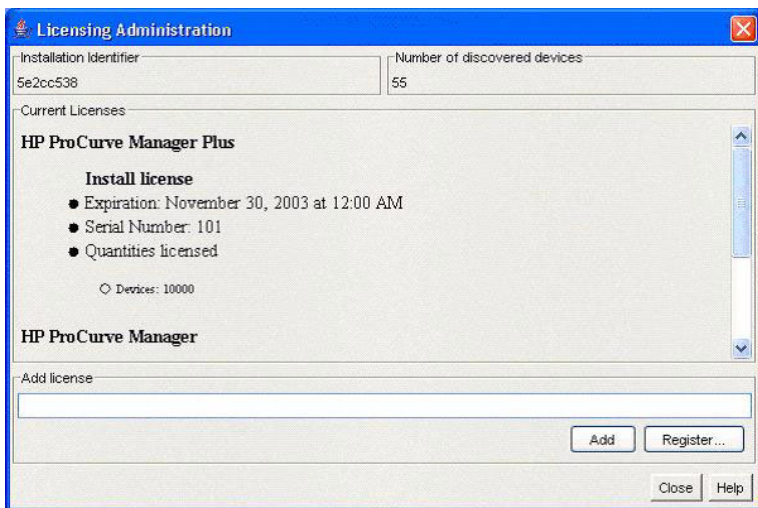 Licensing Administration
Installation Identifier
5e2cc538
Number of discovered devices
55
Current Licenses
HP ProCurve Manager Plus
Install license
Expiration: November 30, 2003 at 12:00 AM
Serial Number: 101
Quantities licensed
Devices: 10000
HP ProCurve Manager
Add license
Add
Register...
Close
Help